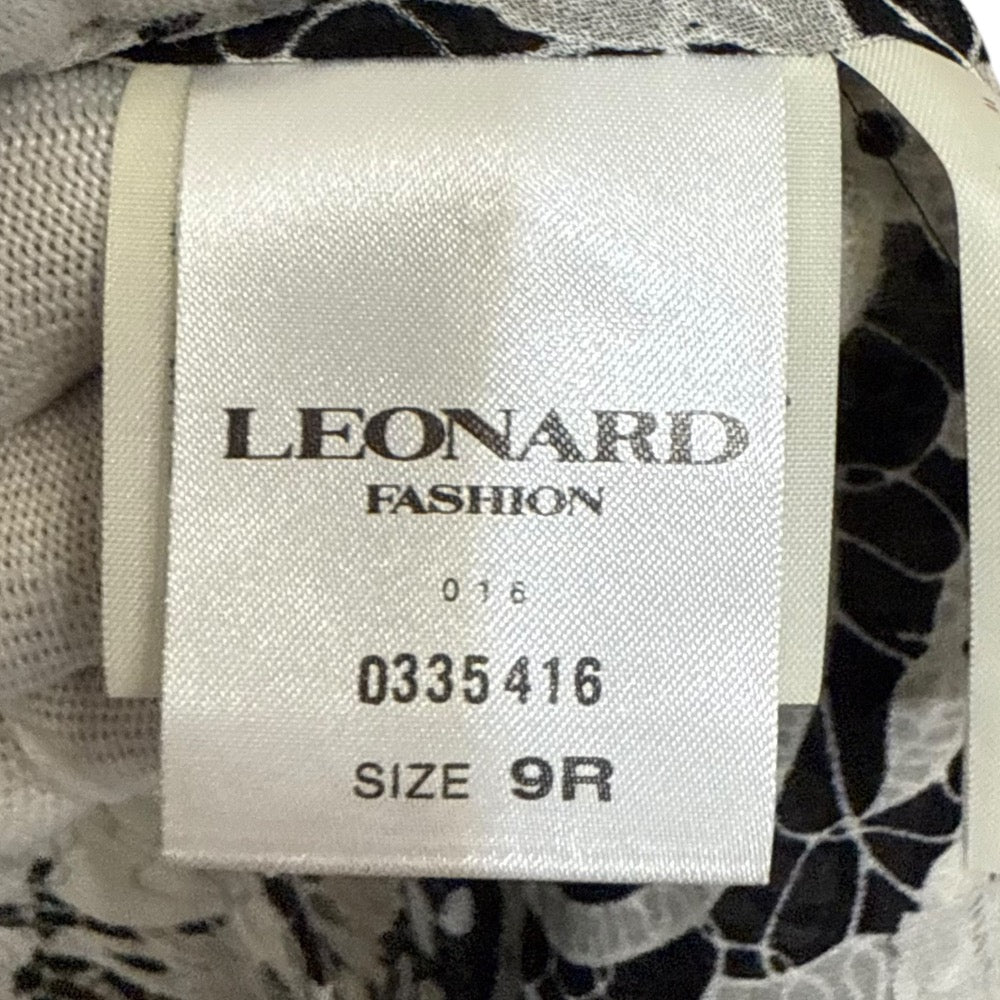 LEONARD
FASHION
016
0335416
SIZE 9R